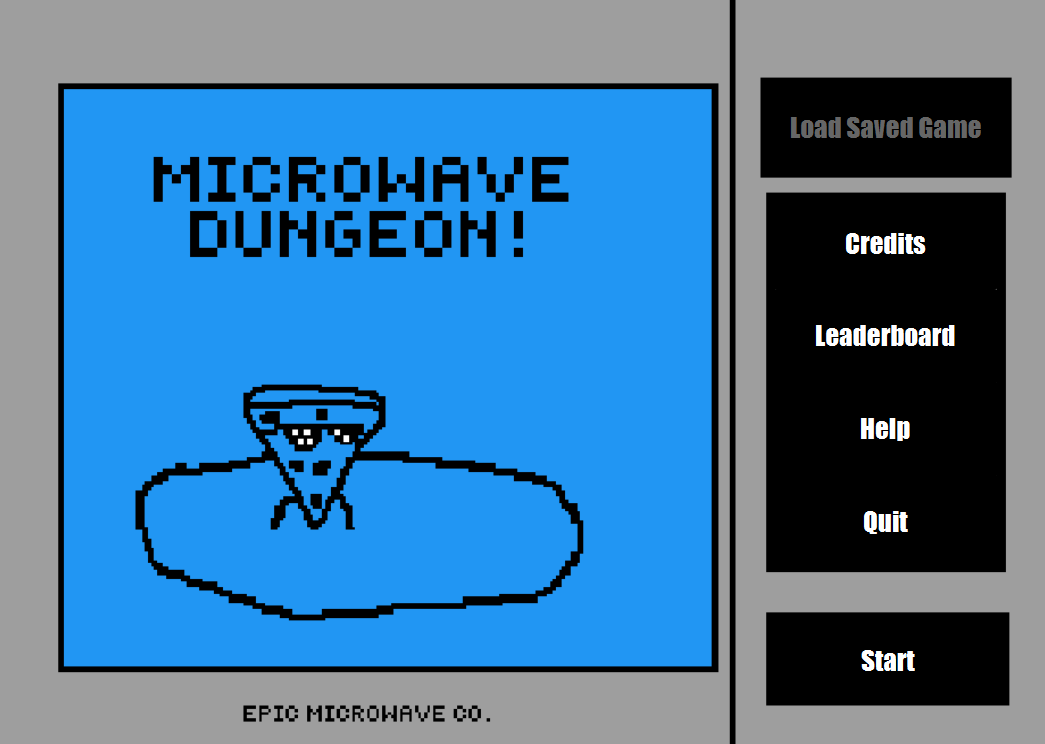 MICROWAVE
DUNGEON!
EPIC MICROWAVE CO.
Load Saved Game
Credits
Leaderboard
Help
Quit
Start